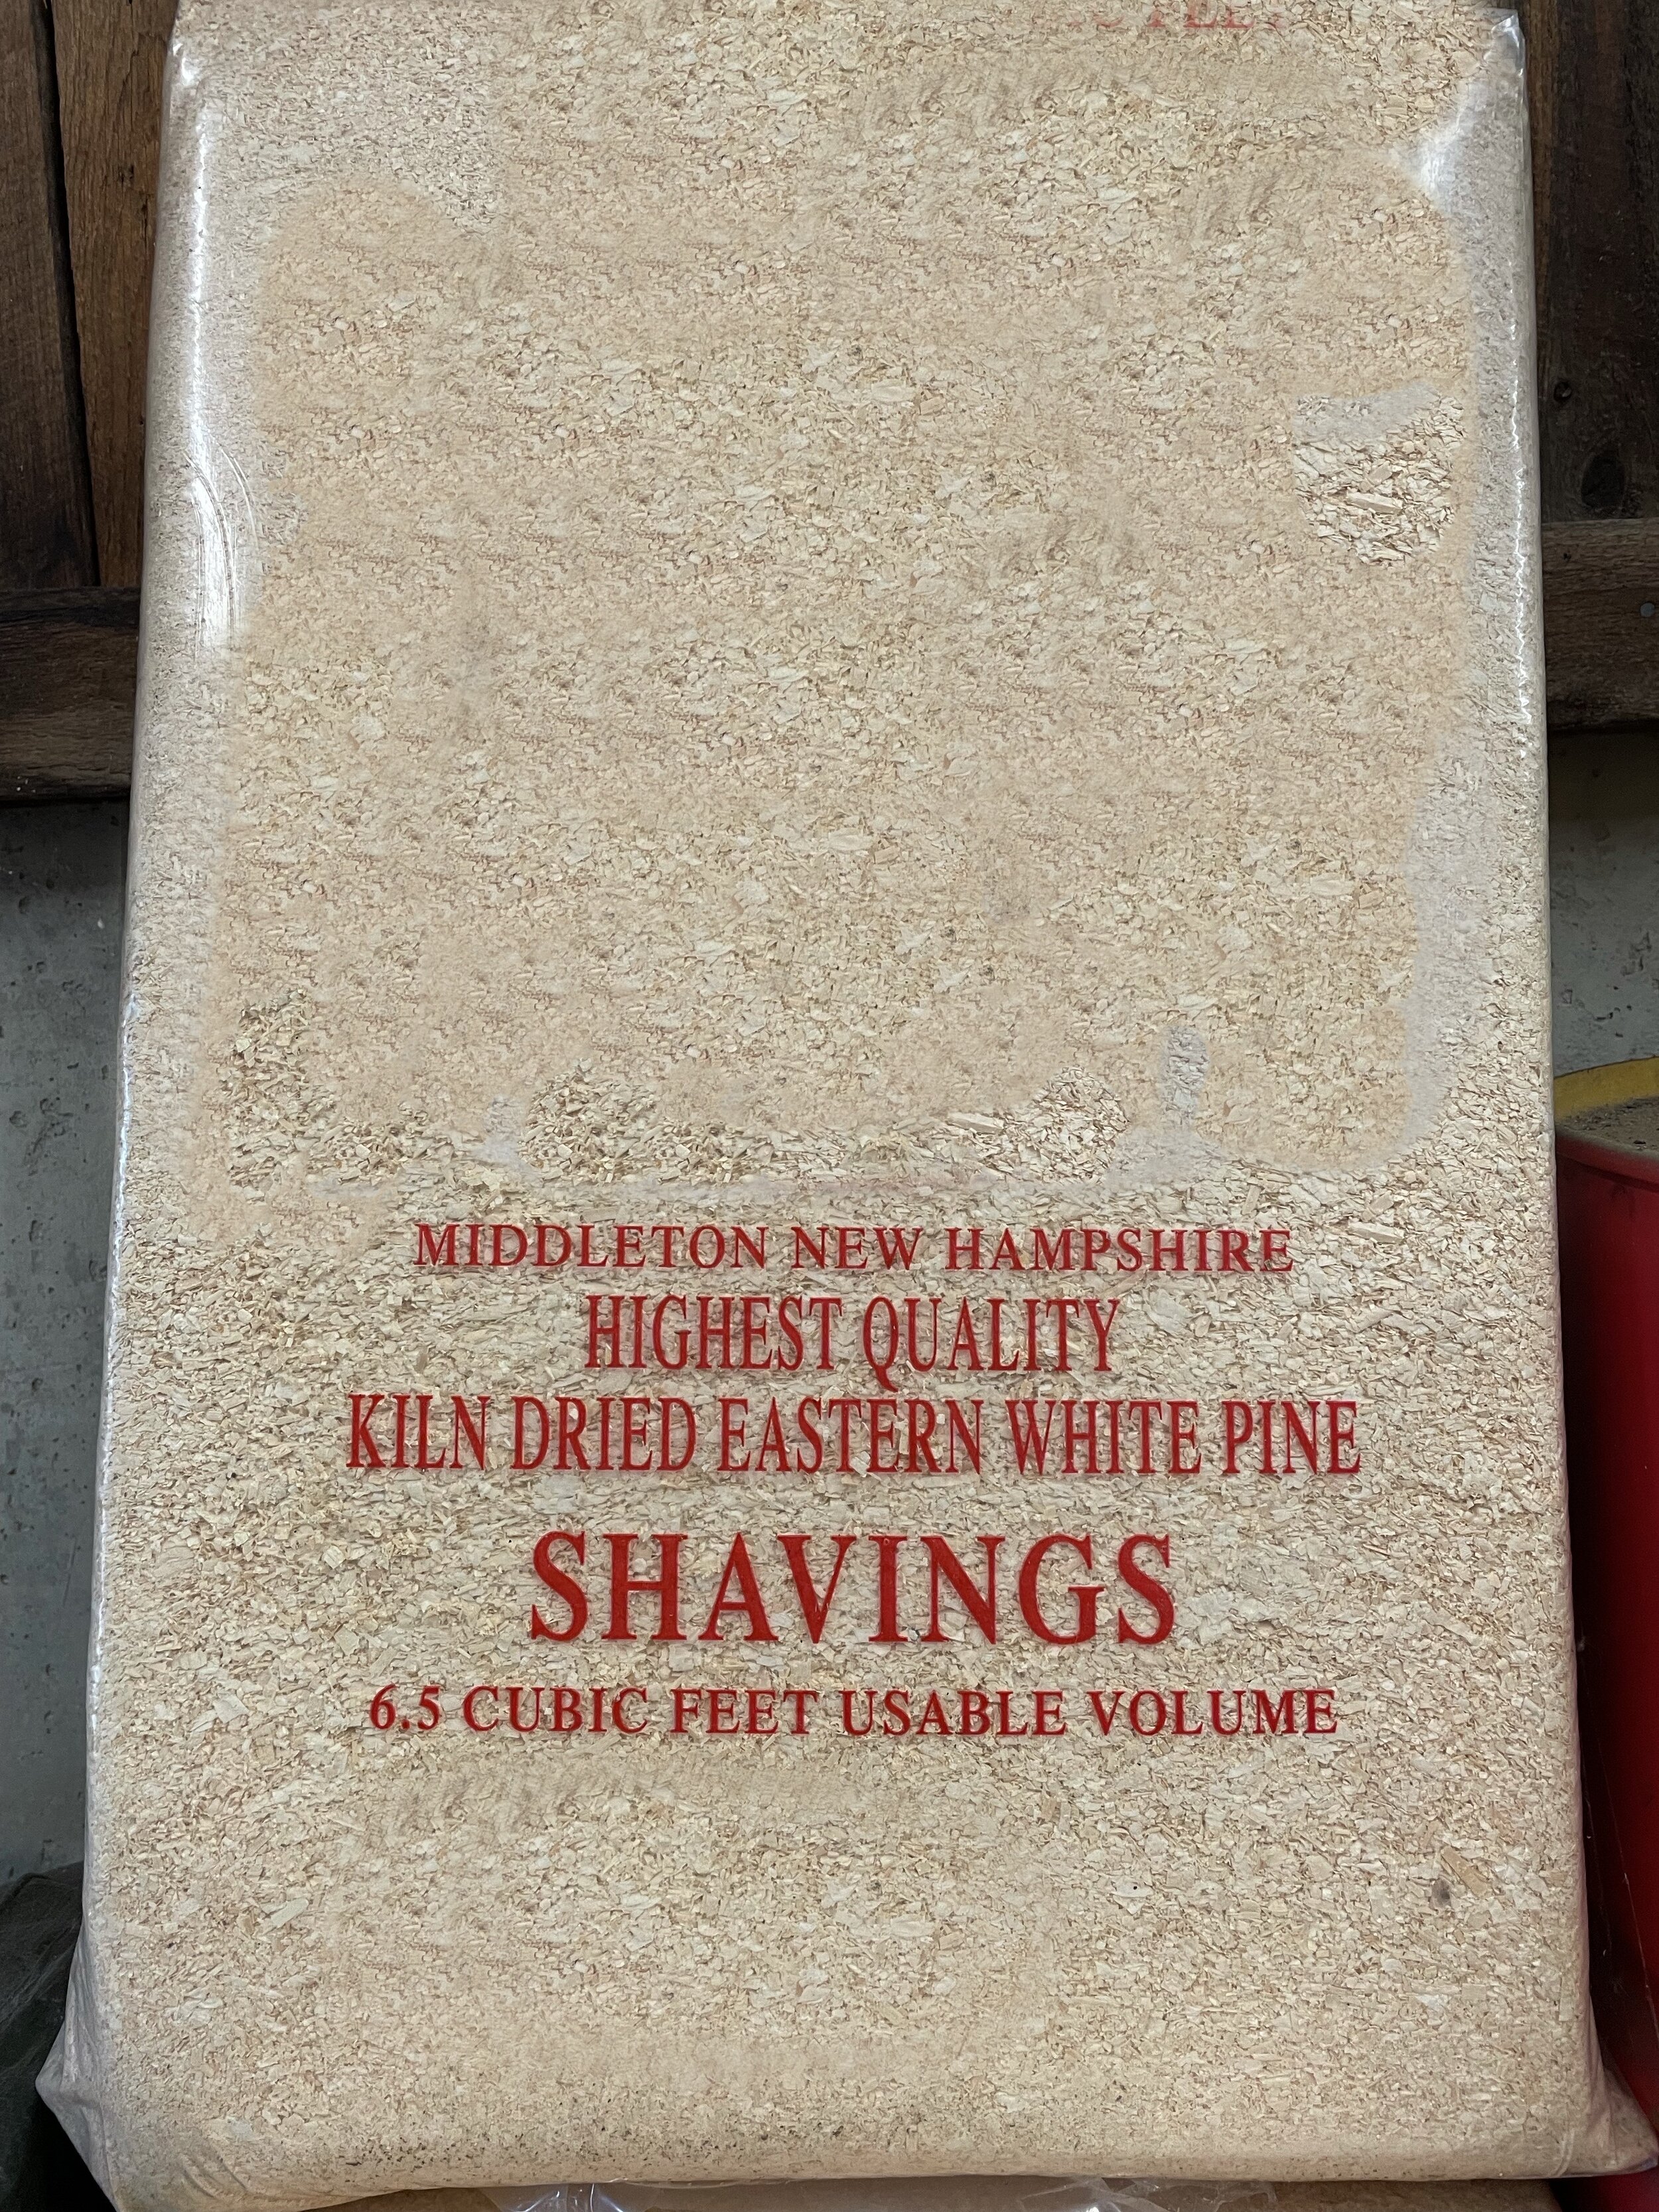 MIDDLETON NEW HAMPSHIRE
HIGHEST QUALITY
KILN DRIED EASTERN WHITE PINE
SHAVINGS
6.5 CUBIC FEET USABLE VOLUME